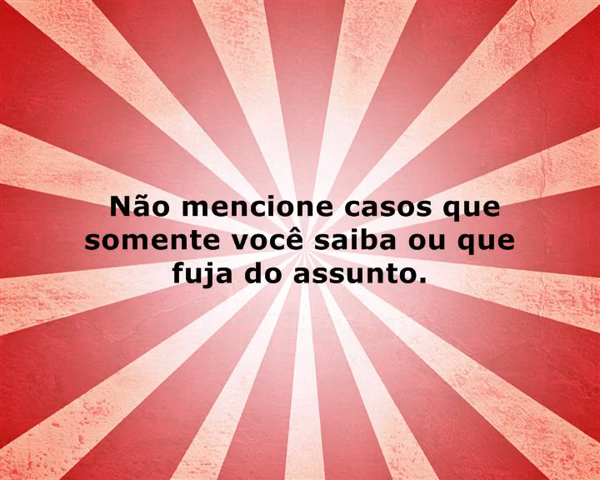 Não mencione casos que
somente você saiba ou que
fuja do assunto.